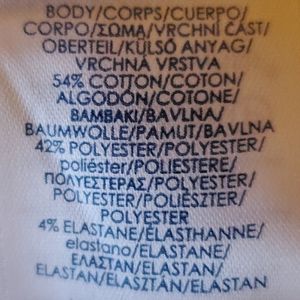 BODY/CORPS/CUERPO/
CORPO/ΣΩΜΑ/VRCHNÍ ČÁST/
OBERTEIL/KÜLSŐ ANYAG/
VRCHNÁ VRSTVA
54% COTTON/COTON/
ALGODÓN/COTONE/
BAMBAKI/BAVLNA/
BAUMWOLLE/PAMUT/BAVLNA
42% POLYESTER/POLYESTER/
poliéster/POLIESTERE/
ΠΟΛΥΕΣΤΕΡΑΣ/POLYESTER/
POLYESTER/POLIÉSZTER/
POLYESTER
4% ELASTANE/ÉLASTHANNE/
elastano/ELASTANE/
ΕΛΑΣΤΑΝ/ELASTAN/
ELASTAN/ELASZTÁN/ELASTAN